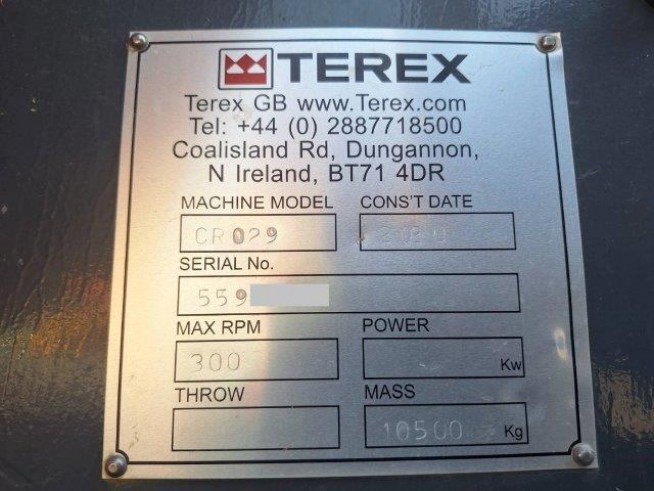 TEREX
Terex GB www.Terex.com
Tel: +44 (0) 2887718500
Coalisland Rd, Dungannon,
N Ireland, BT71 4DR
MACHINE MODEL CONS'T DATE
CR029
SERIAL No.
559
MAX RPM POWER
300 Kw
THROW MASS
10500 Kg